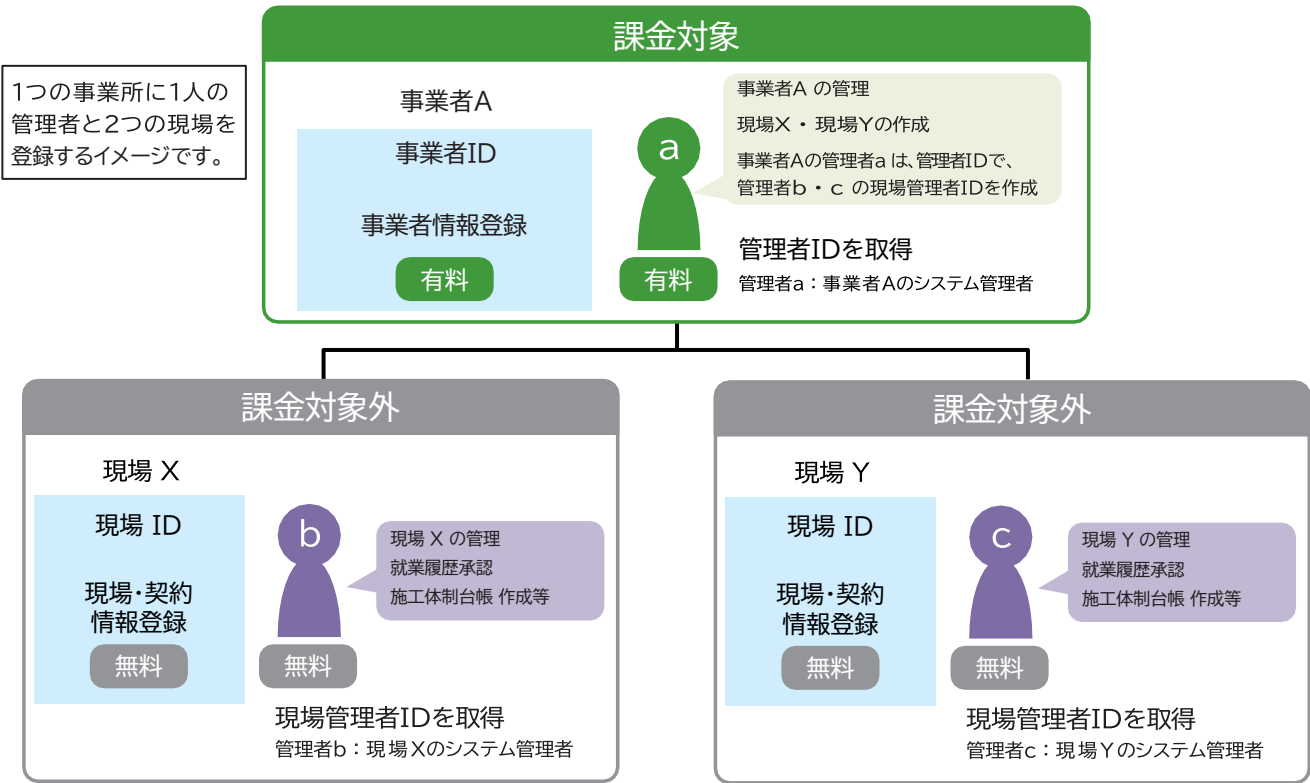 課金対象
1つの事業所に1人の
管理者と2つの現場を
登録するイメージです。
事業者A
事業者ID
事業者情報登録
有料
a
有料
事業者A の管理
現場X・現場Yの作成
事業者Aの管理者a は、管理者IDで、
管理者b・c の現場管理者IDを作成
管理者IDを取得
管理者a：事業者Aのシステム管理者
課金対象外
現場 X
現場 ID
現場・契約
情報登録
無料
b
無料
現場 X の管理
就業履歴承認
施工体制台帳 作成等
現場管理者IDを取得
管理者b：現場Xのシステム管理者
課金対象外
現場 Y
現場 ID
現場・契約
情報登録
無料
c
無料
現場 Y の管理
就業履歴承認
施工体制台帳 作成等
現場管理者IDを取得
管理者c：現場Yのシステム管理者